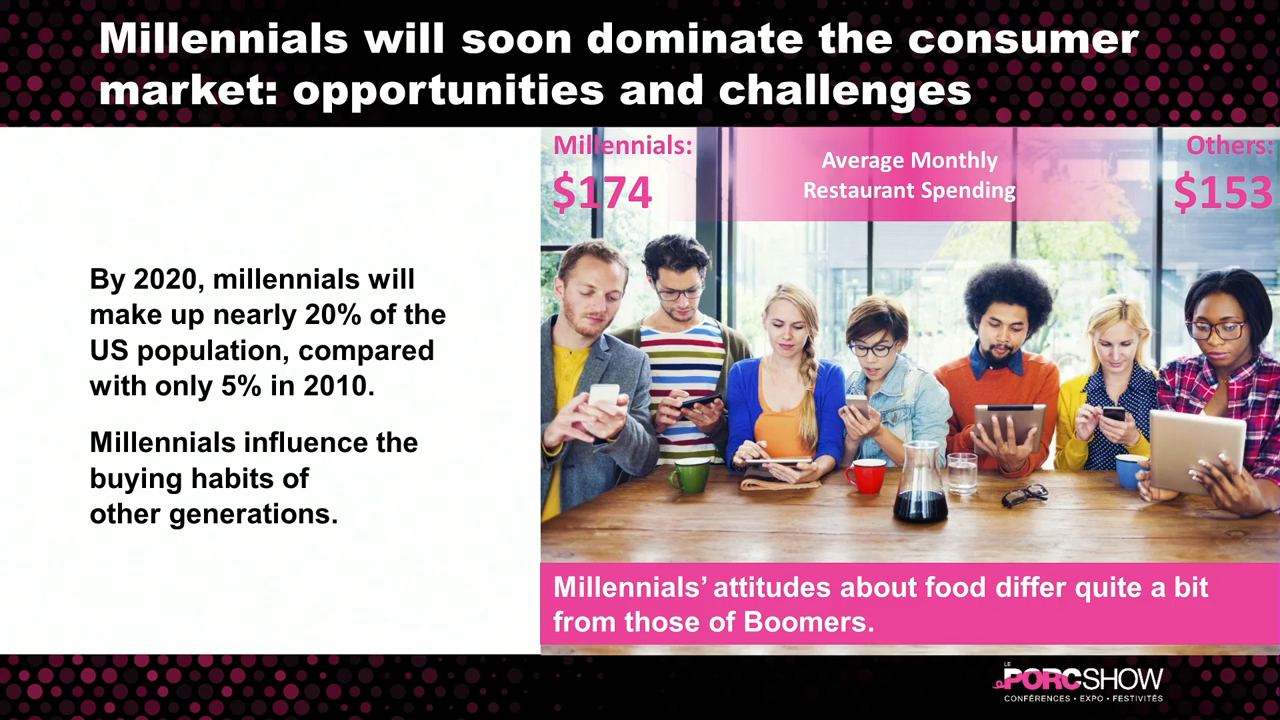 Millennials will soon dominate the consumer
market: opportunities and challenges
Millennials:
$174
Average Monthly
Restaurant Spending
Others:
$153
By 2020, millennials will
make up nearly 20% of the
US population, compared
with only 5% in 2010.
Millennials influence the
buying habits of
other generations.
Millennials’ attitudes about food differ quite a bit
from those of Boomers.
LE
PORCSHOW
CONFÉRENCES • EXPO • FESTIVITÉS